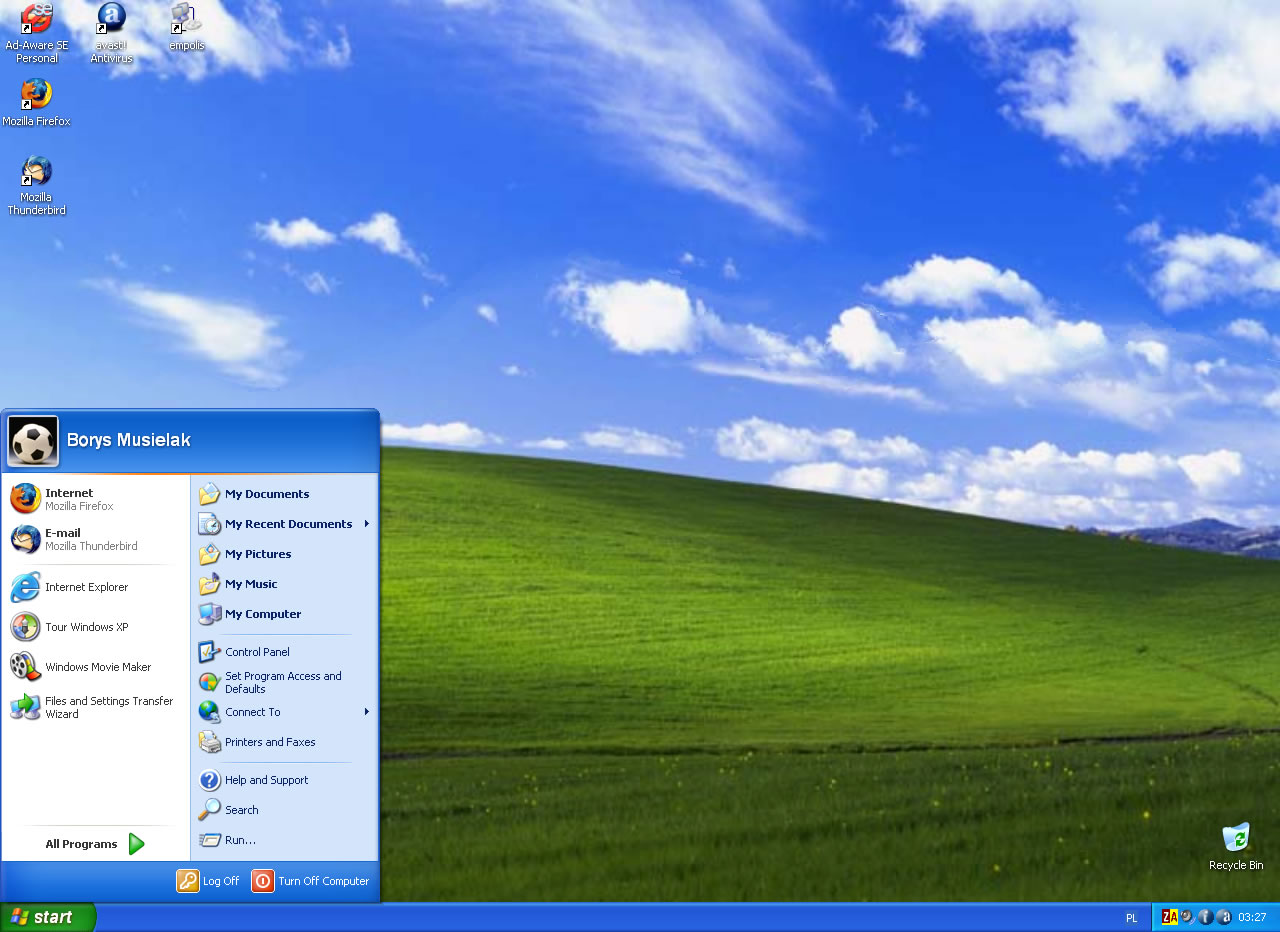 Ad-Aware SE
Personal
avast!
Antivirus
empolis
Mozilla Firefox
Mozilla
Thunderbird
Borys Musielak
Internet
Mozilla Firefox
E-mail
Mozilla Thunderbird
Internet Explorer
Tour Windows XP
Windows Movie Maker
Files and Settings Transfer
Wizard
All Programs
My Documents
My Recent Documents
My Pictures
My Music
My Computer
Control Panel
Set Program Access and
Defaults
Connect To
Printers and Faxes
Help and Support
Search
Run...
Log Off
Turn Off Computer
Recycle Bin
start
PL
ZA
03:27